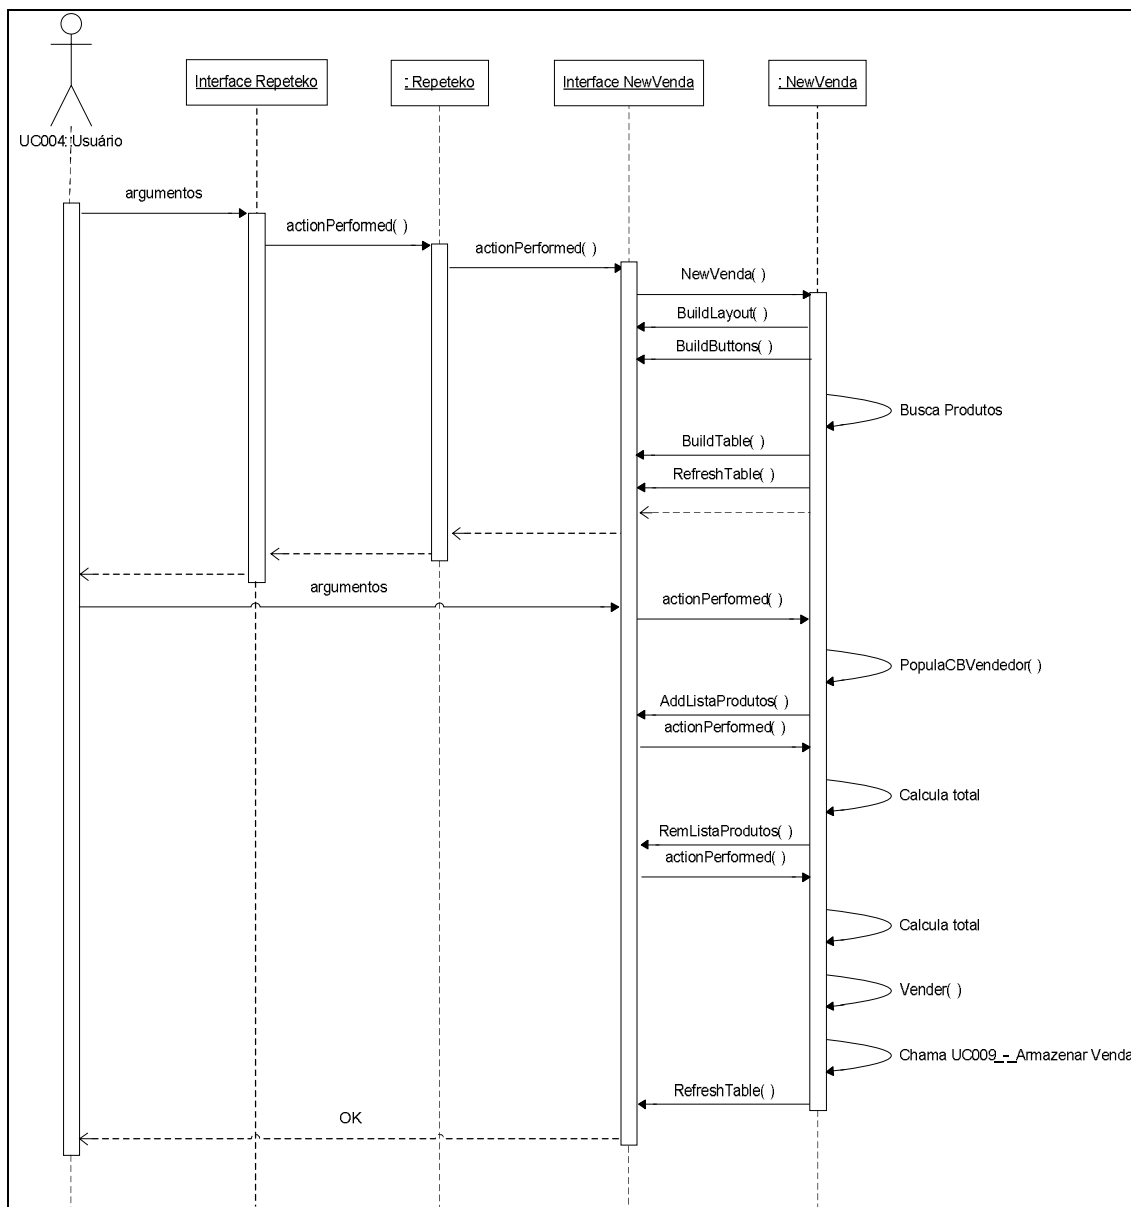 Interface Repeteko
: Repeteko
Interface NewVenda
: NewVenda
UC004: Usuário
argumentos
actionPerformed( )
actionPerformed( )
NewVenda( )
BuildLayout( )
BuildButtons( )
Busca Produtos
BuildTable( )
RefreshTable( )
argumentos
actionPerformed( )
PopulaCBVendedor( )
AddListaProdutos( )
actionPerformed( )
Calcula total
RemListaProdutos( )
actionPerformed( )
Calcula total
Vender( )
Chama UC009_-_Armazenar Venda
RefreshTable( )
OK